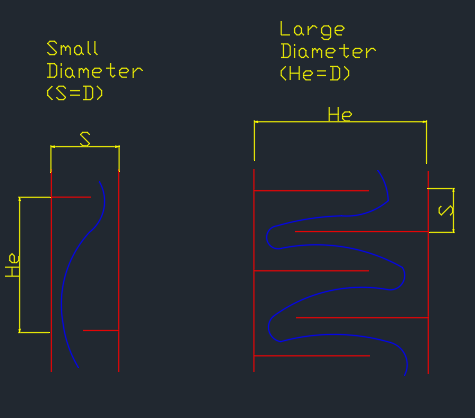 Small
Diameter
(S=D)
Large
Diameter
(He=D)
S
He
He
S